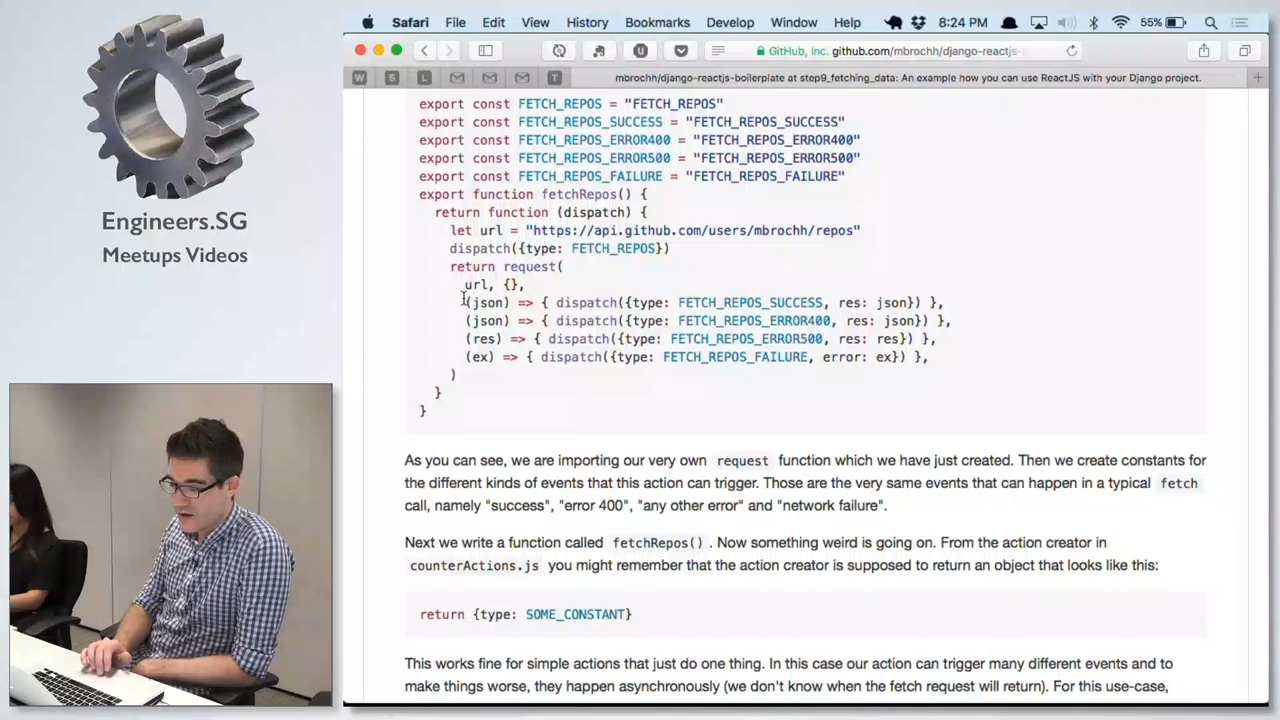 Engineers.SG
Meetups Videos
Safari File Edit View History Bookmarks Develop Window Help 8:24 PM 55%
GitHub, Inc. github.com/mbrochh/django-reactjs-
W S L T mbrochh/django-reactjs-boilerplate at step9_fetching_data: An example how you can use ReactJS with your Django project.
export const FETCH_REPOS = "FETCH_REPOS"
export const FETCH_REPOS_SUCCESS = "FETCH_REPOS_SUCCESS"
export const FETCH_REPOS_ERROR400 = "FETCH_REPOS_ERROR400"
export const FETCH_REPOS_ERROR500 = "FETCH_REPOS_ERROR500"
export const FETCH_REPOS_FAILURE = "FETCH_REPOS_FAILURE"
export function fetchRepos() {
return function (dispatch) {
let url = "https://api.github.com/users/mbrochh/repos"
dispatch({type: FETCH_REPOS})
return request(
url, {},
(json) => { dispatch({type: FETCH_REPOS_SUCCESS, res: json}) },
(json) => { dispatch({type: FETCH_REPOS_ERROR400, res: json}) },
(res) => { dispatch({type: FETCH_REPOS_ERROR500, res: res}) },
(ex) => { dispatch({type: FETCH_REPOS_FAILURE, error: ex}) },
)
}
}
As you can see, we are importing our very own request function which we have just created. Then we create constants for
the different kinds of events that this action can trigger. Those are the very same events that can happen in a typical fetch
call, namely "success", "error 400", "any other error" and "network failure".
Next we write a function called fetchRepos() . Now something weird is going on. From the action creator in
counterActions.js you might remember that the action creator is supposed to return an object that looks like this:
return {type: SOME_CONSTANT}
This works fine for simple actions that just do one thing. In this case our action can trigger many different events and to
make things worse, they happen asynchronously (we don't know when the fetch request will return). For this use-case,